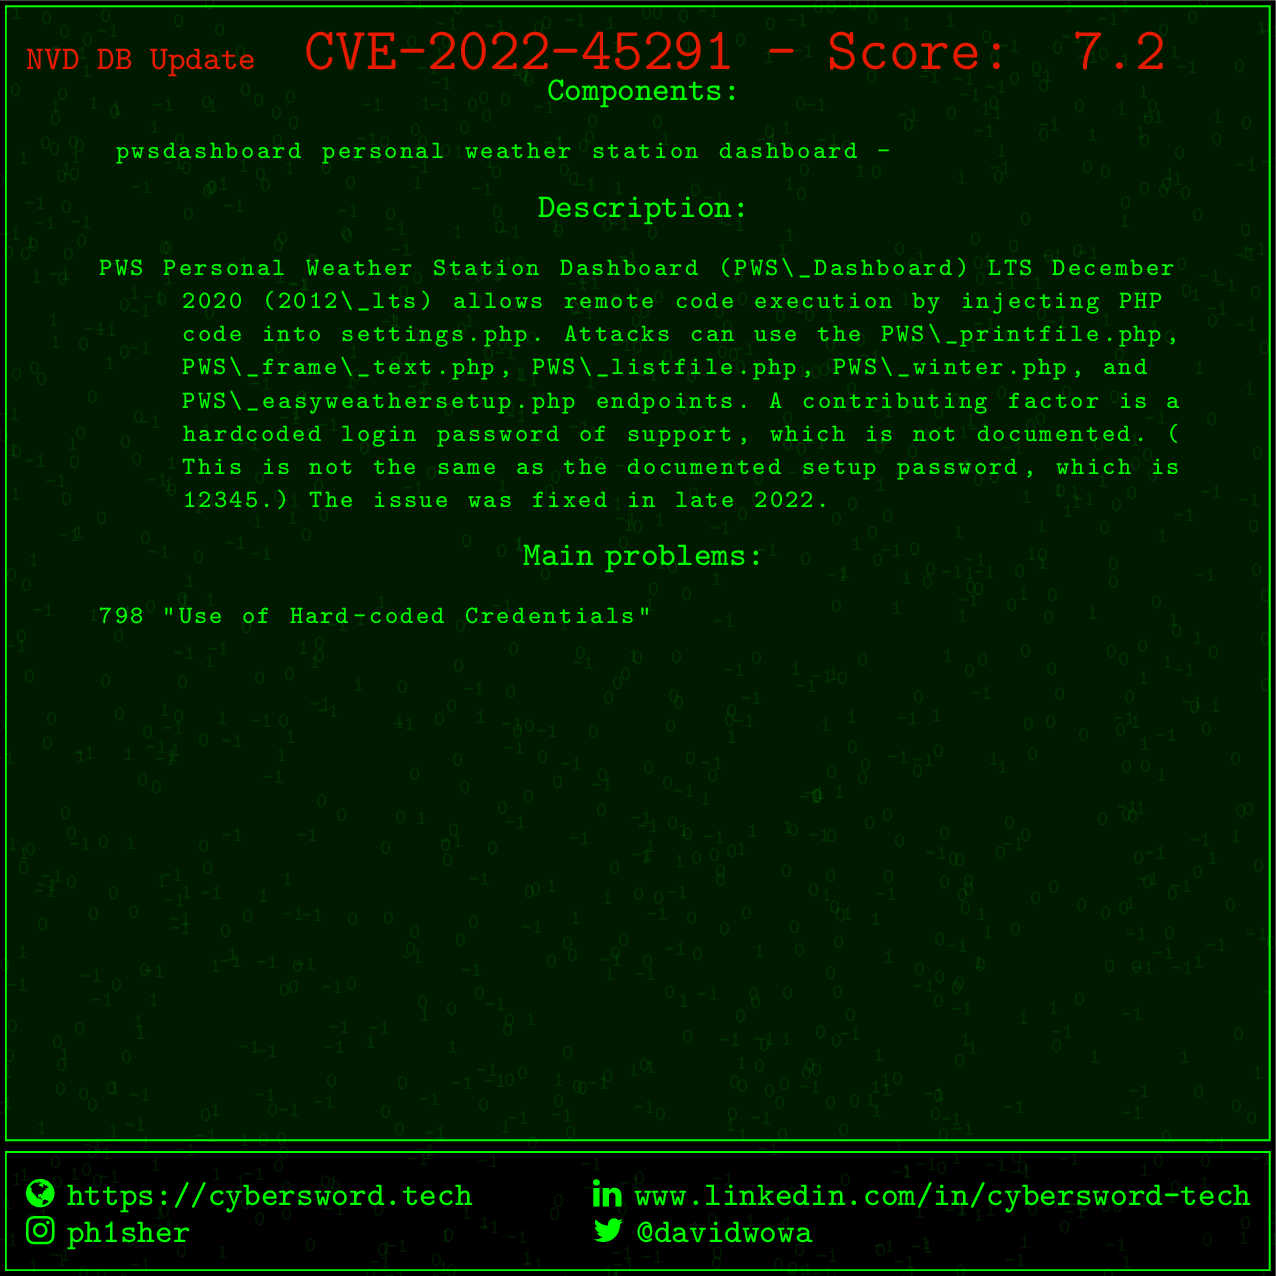 NVD DB Update CVE-2022-45291 - Score: 7.2
Components:
pwsdashboard personal weather station dashboard -
Description:
PWS Personal Weather Station Dashboard (PWS\_Dashboard) LTS December
2020 (2012\_lts) allows remote code execution by injecting PHP
code into settings.php. Attacks can use the PWS\_printfile.php,
PWS\_frame\_text.php, PWS\_listfile.php, PWS\_winter.php, and
PWS\_easyweathersetup.php endpoints. A contributing factor is a
hardcoded login password of support, which is not documented. (
This is not the same as the documented setup password, which is
12345.) The issue was fixed in late 2022.
Main problems:
798 "Use of Hard-coded Credentials"
https://cybersword.tech www.linkedin.com/in/cybersword-tech
ph1sher @davidwowa